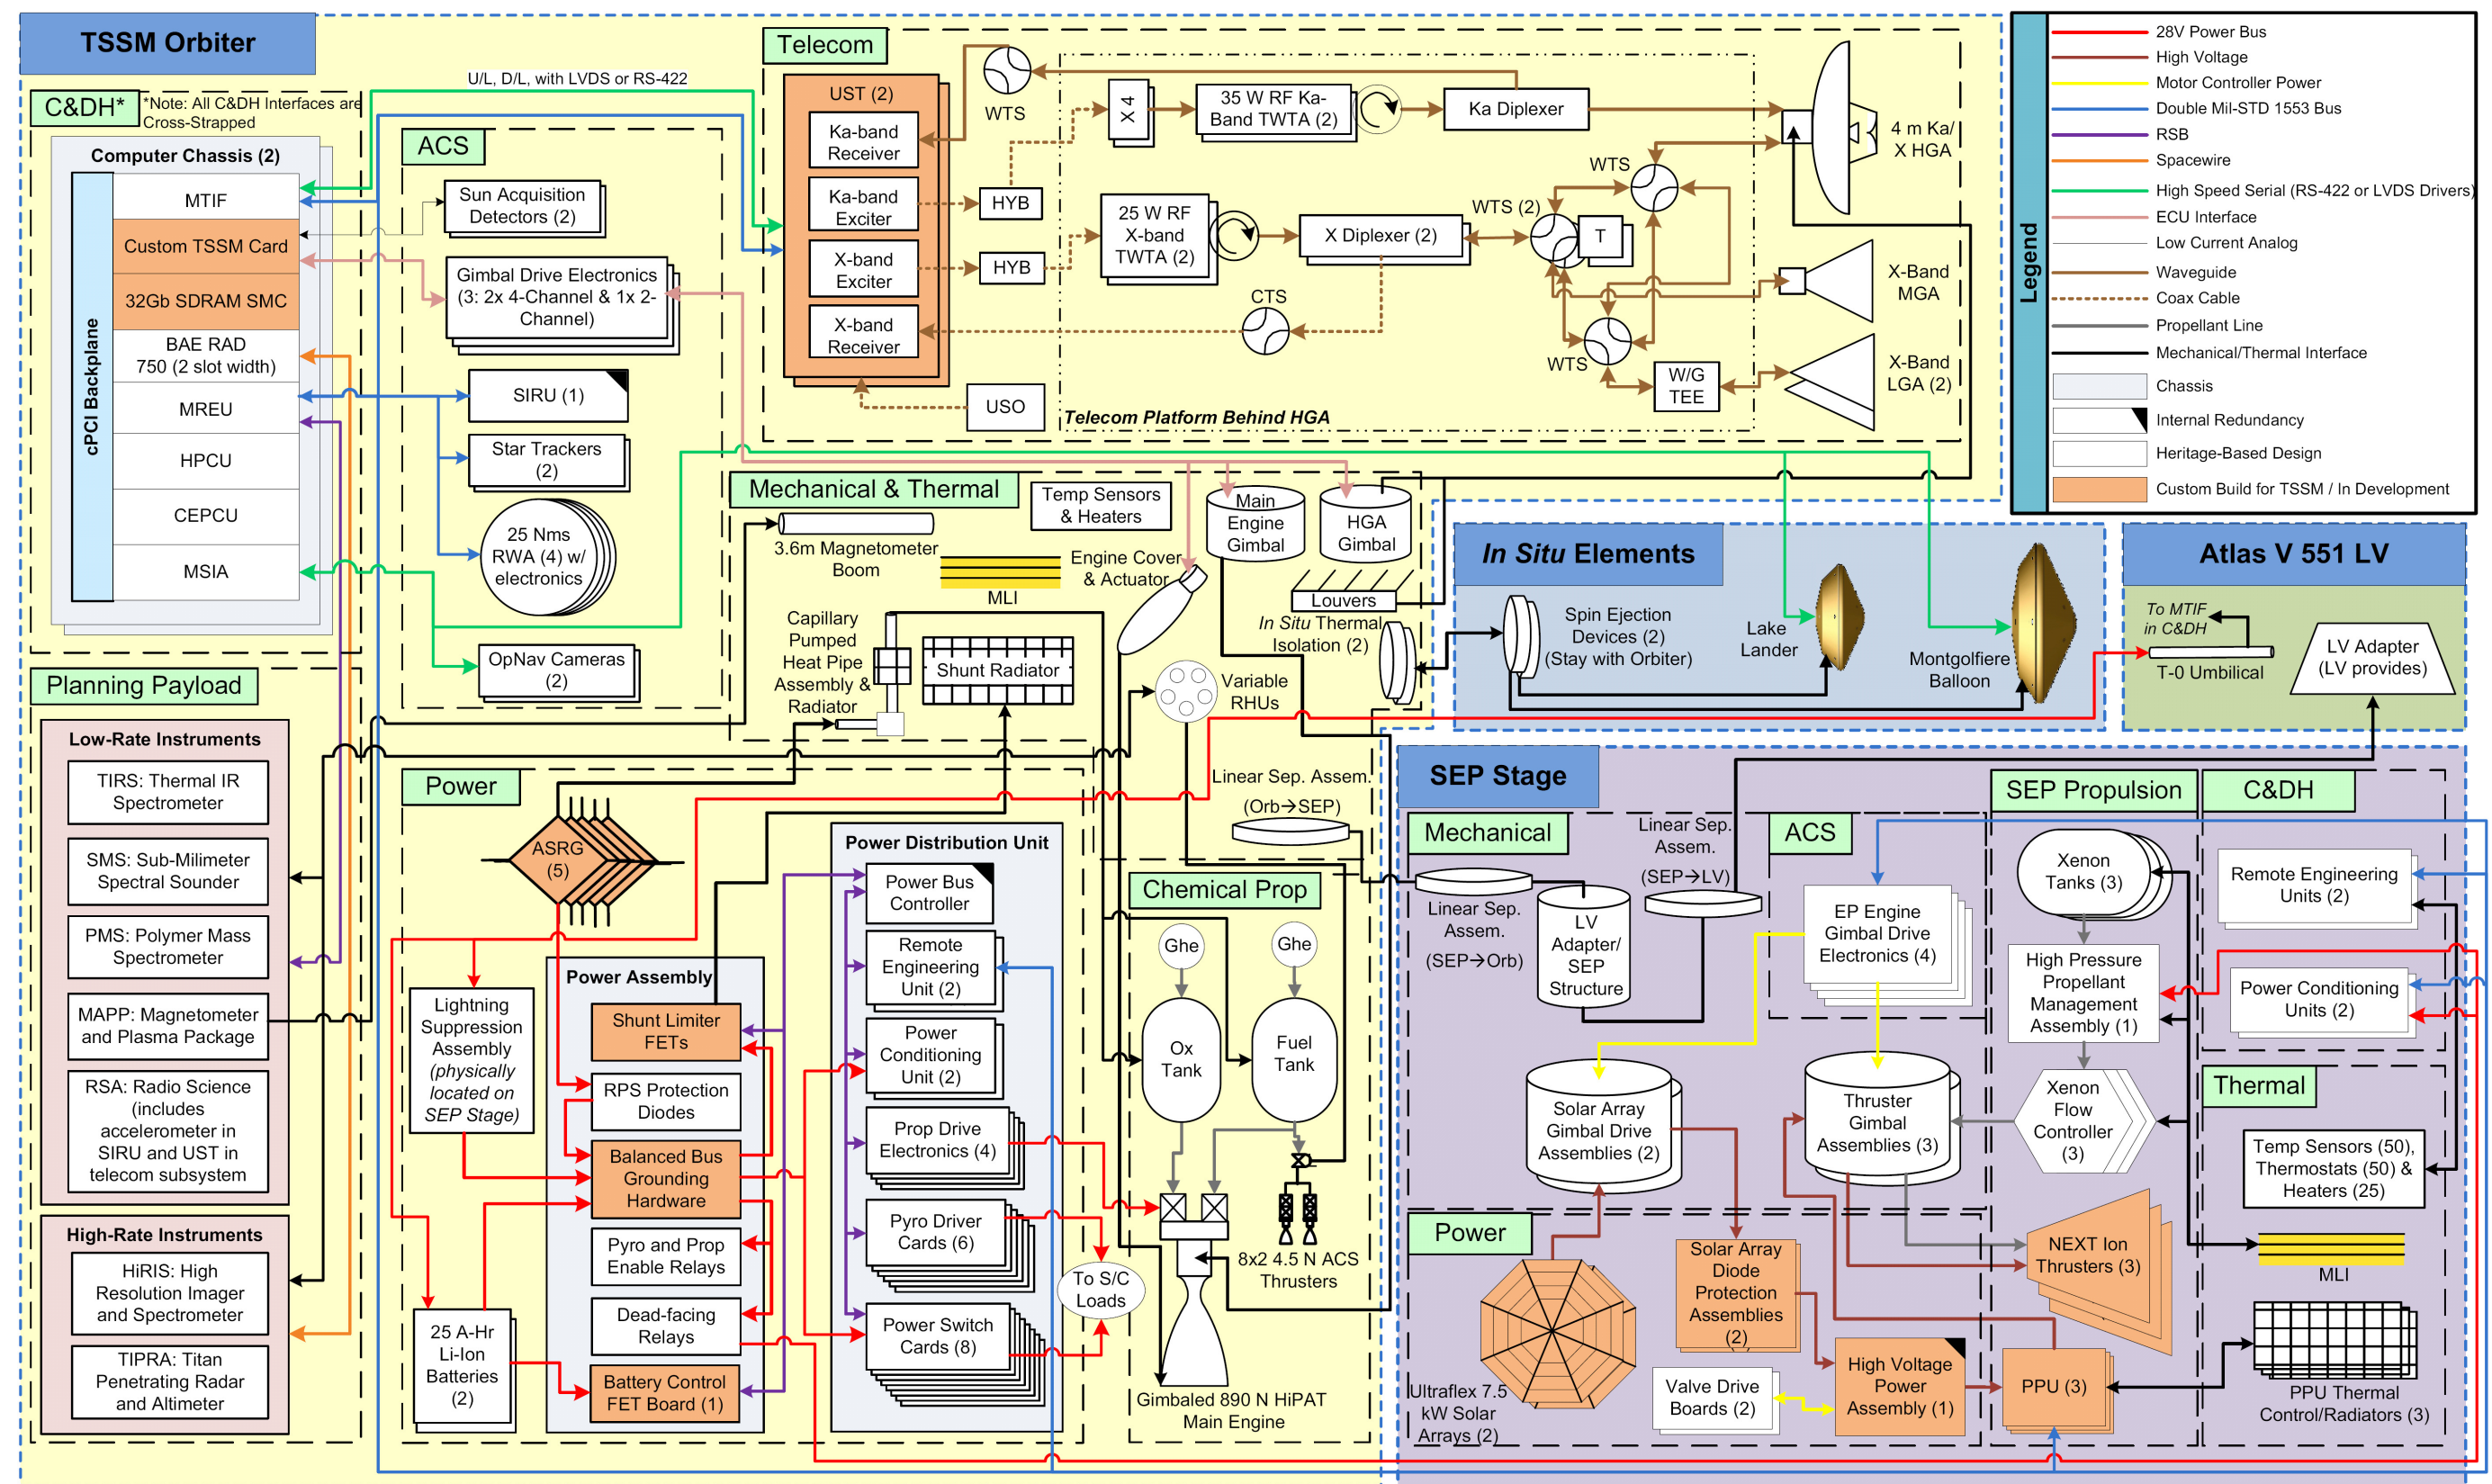 TSSM Orbiter
C&DH*
*Note: All C&DH Interfaces are
Cross-Strapped
Computer Chassis (2)
cPCI Backplane
MTIF
Custom TSSM Card
32Gb SDRAM SMC
BAE RAD
750 (2 slot width)
MREU
HPCU
CEPCU
MSIA
U/L, D/L, with LVDS or RS-422
ACS
Sun Acquisition
Detectors (2)
Gimbal Drive Electronics
(3: 2x 4-Channel & 1x 2-
Channel)
SIRU (1)
Star Trackers
(2)
25 Nms
RWA (4) w/
electronics
OpNav Cameras
(2)
Telecom
UST (2)
Ka-band
Receiver
Ka-band
Exciter
X-band
Exciter
X-band
Receiver
WTS
HYB
HYB
USO
X 4
35 W RF Ka-
Band TWTA (2)
Ka Diplexer
25 W RF
X-band
TWTA (2)
X Diplexer (2)
CTS
WTS
WTS (2)
T
WTS
W/G
TEE
4 m Ka/
X HGA
X-Band
MGA
X-Band
LGA (2)
Telecom Platform Behind HGA
Legend
28V Power Bus
High Voltage
Motor Controller Power
Double Mil-STD 1553 Bus
RSB
Spacewire
High Speed Serial (RS-422 or LVDS Drivers)
ECU Interface
Low Current Analog
Waveguide
Coax Cable
Propellant Line
Mechanical/Thermal Interface
Chassis
Internal Redundancy
Heritage-Based Design
Custom Build for TSSM / In Development
Mechanical & Thermal
Temp Sensors
& Heaters
Main
Engine
Gimbal
HGA
Gimbal
3.6m Magnetometer
Boom
MLI
Engine Cover
& Actuator
Louvers
In Situ Thermal
Isolation (2)
Capillary
Pumped
Heat Pipe
Assembly &
Radiator
Shunt Radiator
Variable
RHUs
Linear Sep. Assem.
(Orb→SEP)
In Situ Elements
Spin Ejection
Devices (2)
(Stay with Orbiter)
Lake
Lander
Montgolfiere
Balloon
Atlas V 551 LV
To MTIF
in C&DH
T-0 Umbilical
LV Adapter
(LV provides)
Planning Payload
Low-Rate Instruments
TIRS: Thermal IR
Spectrometer
SMS: Sub-Milimeter
Spectral Sounder
PMS: Polymer Mass
Spectrometer
MAPP: Magnetometer
and Plasma Package
RSA: Radio Science
(includes
accelerometer in
SIRU and UST in
telecom subsystem
High-Rate Instruments
HiRIS: High
Resolution Imager
and Spectrometer
TIPRA: Titan
Penetrating Radar
and Altimeter
Power
ASRG
(5)
Lightning
Suppression
Assembly
(physically
located on
SEP Stage)
25 A-Hr
Li-Ion
Batteries
(2)
Power Assembly
Shunt Limiter
FETs
RPS Protection
Diodes
Balanced Bus
Grounding
Hardware
Pyro and Prop
Enable Relays
Dead-facing
Relays
Battery Control
FET Board (1)
Power Distribution Unit
Power Bus
Controller
Remote
Engineering
Unit (2)
Power
Conditioning
Unit (2)
Prop Drive
Electronics (4)
Pyro Driver
Cards (6)
Power Switch
Cards (8)
To S/C
Loads
Chemical Prop
Ghe
Ghe
Ox
Tank
Fuel
Tank
8x2 4.5 N ACS
Thrusters
Gimbaled 890 N HiPAT
Main Engine
SEP Stage
Mechanical
Linear Sep.
Assem.
(SEP→Orb)
LV
Adapter/
SEP
Structure
Linear Sep.
Assem.
(SEP→LV)
ACS
EP Engine
Gimbal Drive
Electronics (4)
Solar Array
Gimbal Drive
Assemblies (2)
Thruster
Gimbal
Assemblies (3)
Power
Ultraflex 7.5
kW Solar
Arrays (2)
Solar Array
Diode
Protection
Assemblies
(2)
Valve Drive
Boards (2)
High Voltage
Power
Assembly (1)
SEP Propulsion
Xenon
Tanks (3)
High Pressure
Propellant
Management
Assembly (1)
Xenon
Flow
Controller
(3)
NEXT Ion
Thrusters (3)
PPU (3)
C&DH
Remote Engineering
Units (2)
Power Conditioning
Units (2)
Thermal
Temp Sensors (50),
Thermostats (50) &
Heaters (25)
MLI
PPU Thermal
Control/Radiators (3)